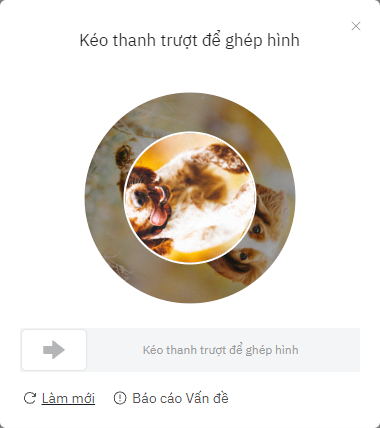 Kéo thanh trượt để ghép hình
Kéo thanh trượt để ghép hình
Làm mới
Báo cáo Vấn đề